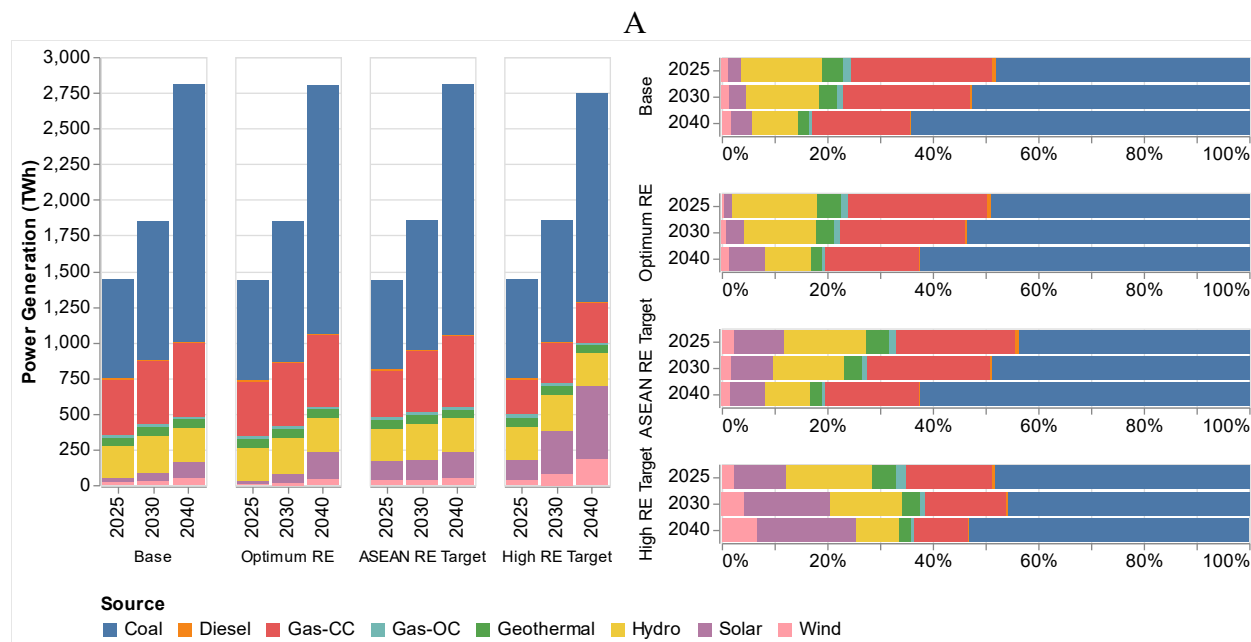 A
3,000
2,750
2,500
2,250
2,000
1,750
1,500
1,250
1,000
750
500
250
0
Power Generation (TWh)
2025 2030 2040
2025 2030 2040
2025 2030 2040
2025 2030 2040
Base
Optimum RE
ASEAN RE Target
High RE Target
Base
2025
2030
2040
0% 20% 40% 60% 80% 100%
Optimum RE
2025
2030
2040
0% 20% 40% 60% 80% 100%
ASEAN RE Target
2025
2030
2040
0% 20% 40% 60% 80% 100%
High RE Target
2025
2030
2040
0% 20% 40% 60% 80% 100%
Source
Coal Diesel Gas-CC Gas-OC Geothermal Hydro Solar Wind